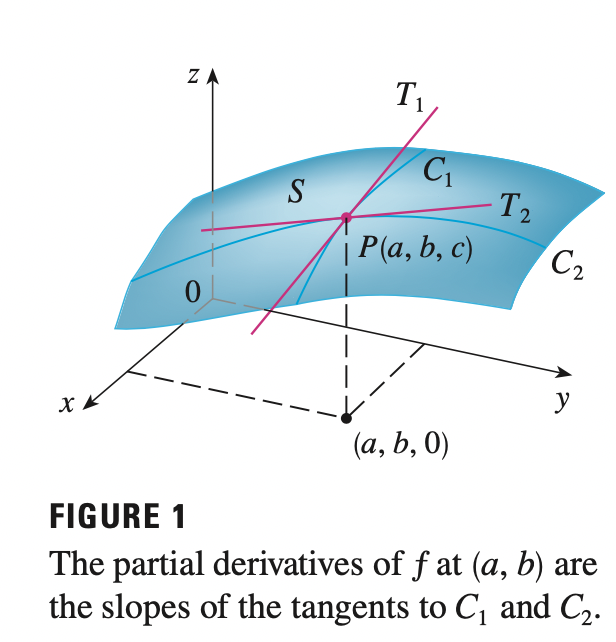 z
T₁
C₁
S
T₂
P(a, b, c)
C₂
0
x
y
(a, b, 0)
FIGURE 1
The partial derivatives of f at (a, b) are
the slopes of the tangents to C₁ and C₂.